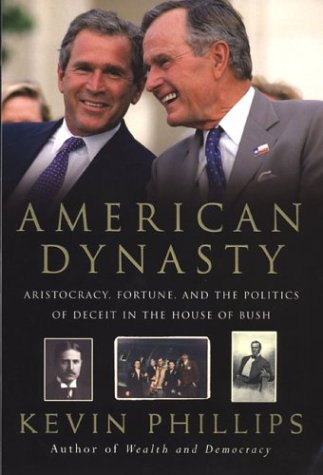 AMERICAN
DYNASTY
ARISTOCRACY, FORTUNE, AND THE POLITICS
OF DECEIT IN THE HOUSE OF BUSH
KEVIN PHILLIPS
Author of Wealth and Democracy